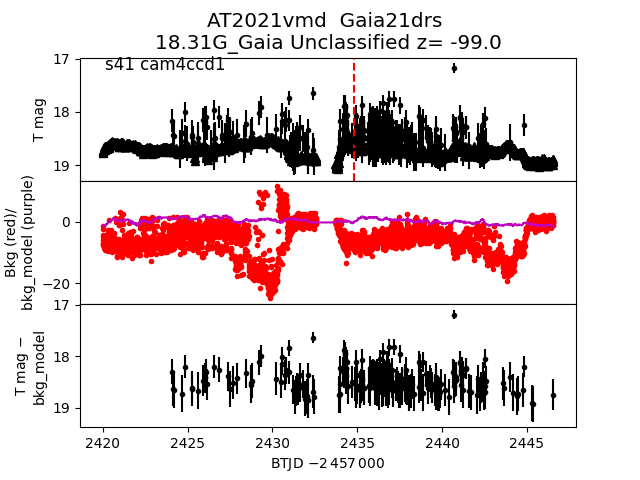 AT2021vmd  Gaia21drs
18.31G_Gaia Unclassified z= -99.0
s41 cam4ccd1
17
18
19
T mag
0
−20
Bkg (red)/
bkg_model (purple)
17
18
19
T mag −
bkg_model
2420
2425
2430
2435
2440
2445
BTJD −2 457 000